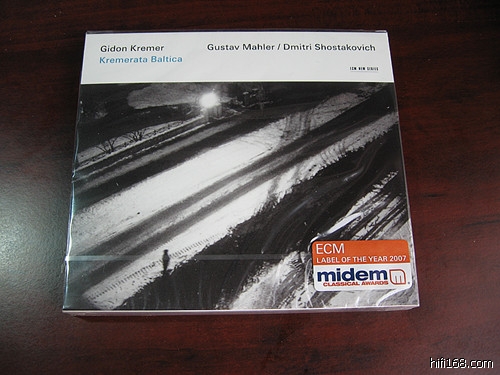 Gidon Kremer
Kremerata Baltica
Gustav Mahler / Dmitri Shostakovich
ECM NEW SERIES
ECM
LABEL OF THE YEAR 2007
midem
CLASSICAL AWARDS
hifi168.com